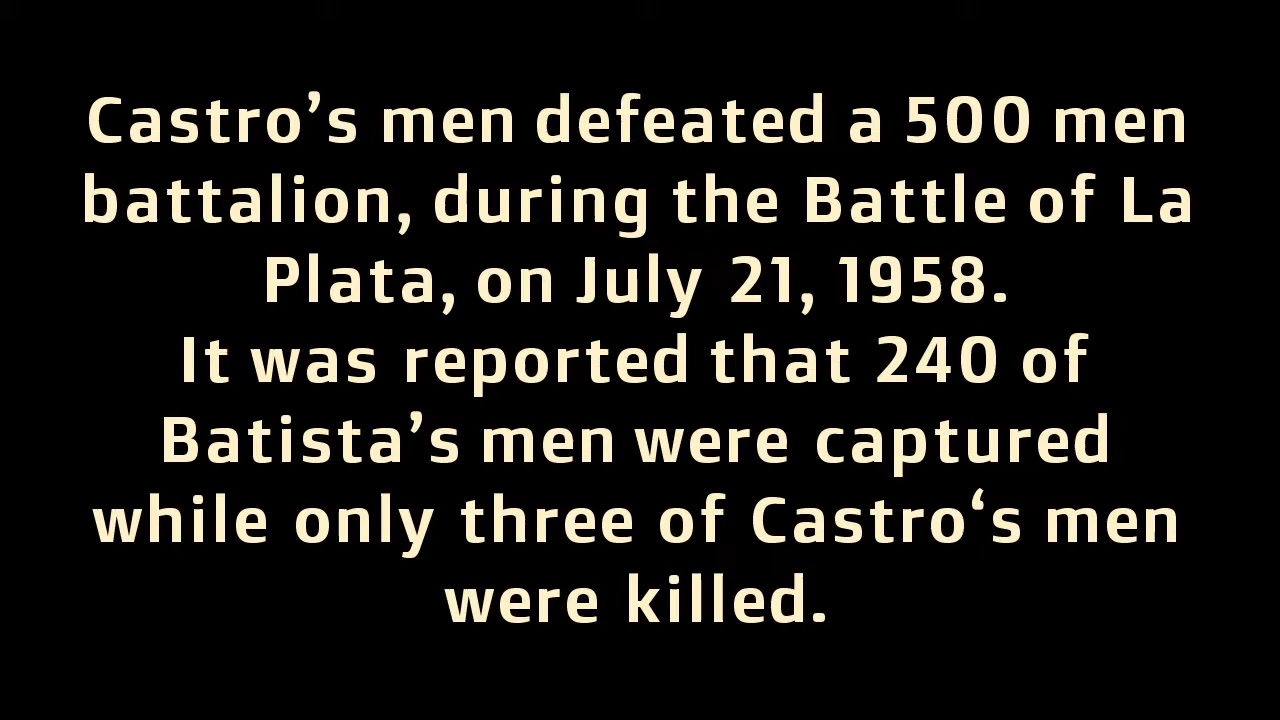 Castro’s men defeated a 500 men
battalion, during the Battle of La
Plata, on July 21, 1958.
It was reported that 240 of
Batista’s men were captured
while only three of Castro‘s men
were killed.